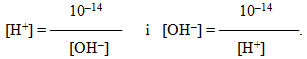 [H⁺] = 10⁻¹⁴ / [OH⁻] i [OH⁻] = 10⁻¹⁴ / [H⁺].